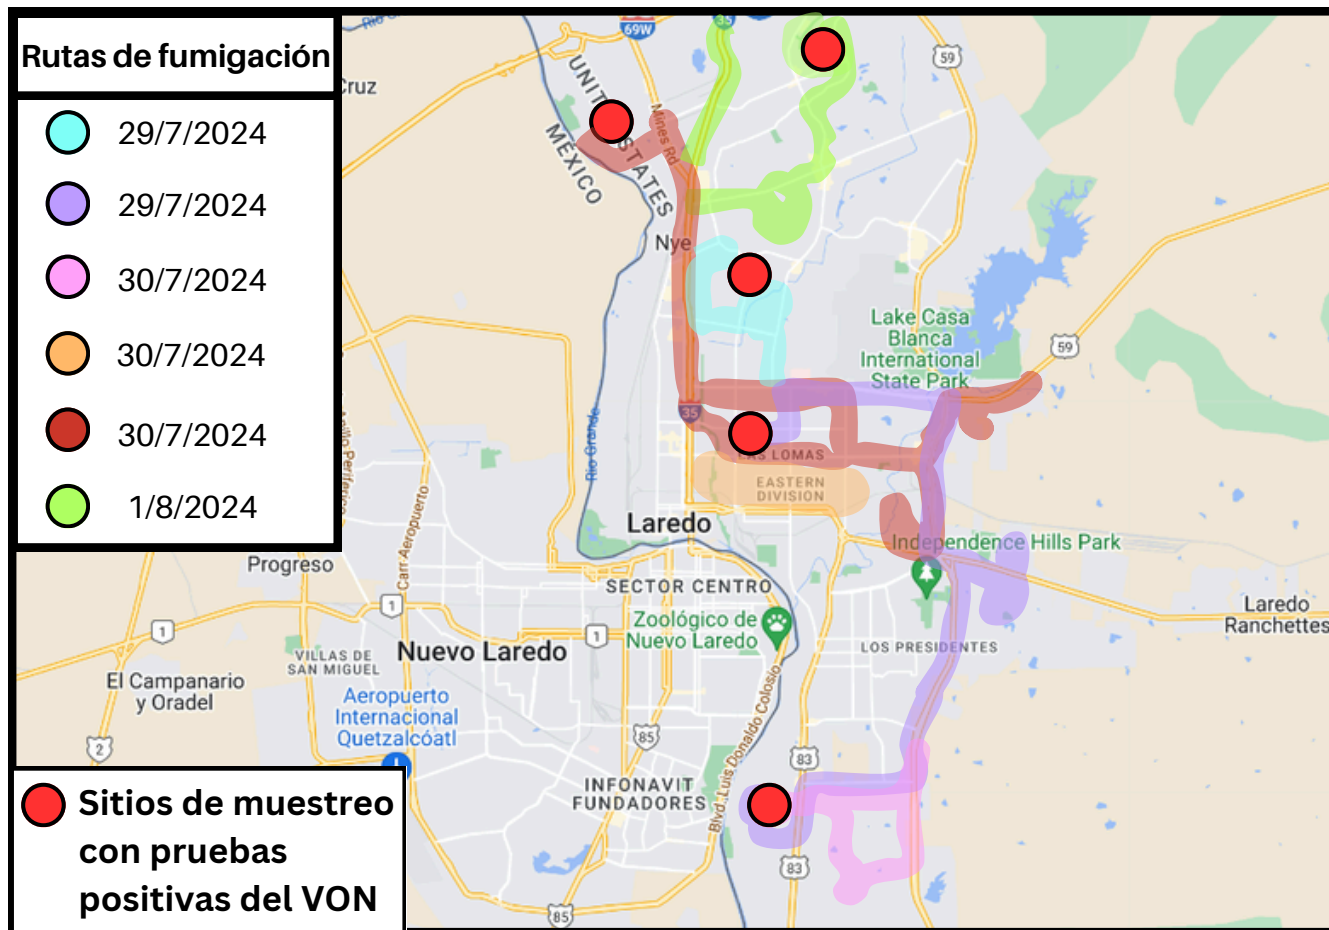 Rutas de fumigación
29/7/2024
29/7/2024
30/7/2024
30/7/2024
30/7/2024
1/8/2024
Sitios de muestreo
con pruebas
positivas del VON
69W
35
59
Cruz
UNITED STATES
MÉXICO
Mines Rd
Nye
Lake Casa
Blanca
International
State Park
59
35
Rio Grande
LAS LOMAS
EASTERN
DIVISION
Laredo
Independence Hills Park
Progreso
Carr Aeropuerto
SECTOR CENTRO
1
1
1
Zoológico de
Nuevo Laredo
Laredo
Ranchettes
LOS PRESIDENTES
Nuevo Laredo
VILLAS DE
SAN MIGUEL
El Campanario
y Oradel
Aeropuerto
Internacional
Quetzalcóatl
2
85
83
Blvd. Luis Donaldo Colosio
INFONAVIT
FUNDADORES
83
85